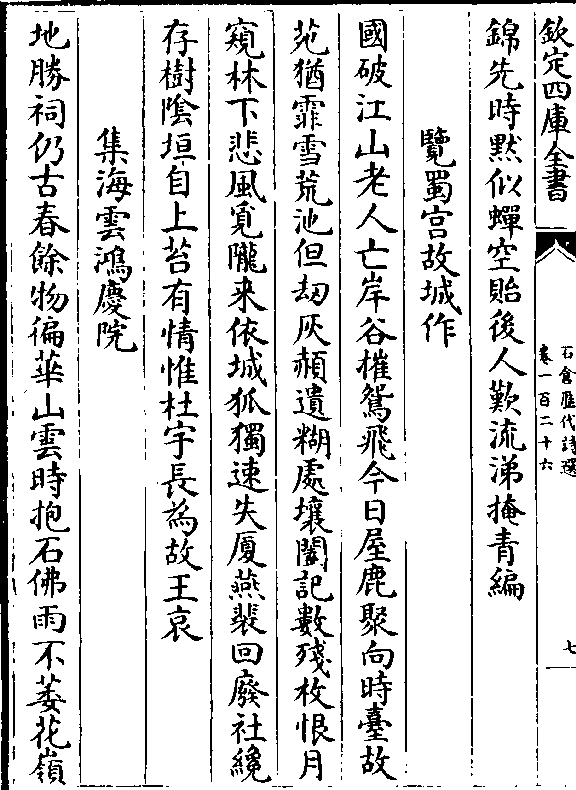 欽定四庫全書
石倉歷代詩選
卷一百二十六
七
錦先時黙似蟬空貽後人歎流涕掩青編
覽蜀宫故城作
國破江山老人亡岸谷摧鴛飛今日屋鹿聚向時臺故
苑猶霏雪荒池但刼灰頳遺糊處壤闉記數殘枚恨月
窺林下悲風覓隴来依城狐獨速失厦燕裴回廢社纔
存樹隂垣自上苔有情惟杜宇長為故王哀
集海雲鴻慶院
地勝祠仍古春餘物徧華山雲時抱石佛雨不萎花嶺